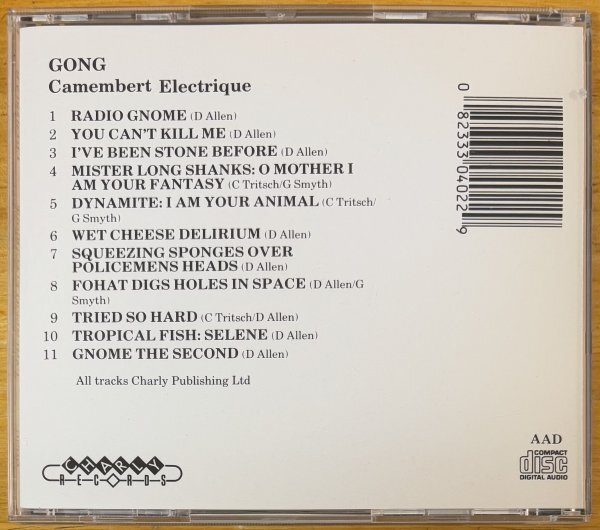 GONG
Camembert Electrique
1 RADIO GNOME (D Allen)
2 YOU CAN'T KILL ME (D Allen)
3 I'VE BEEN STONE BEFORE (D Allen)
4 MISTER LONG SHANKS: O MOTHER I
AM YOUR FANTASY (C Tritsch/G Smyth)
5 DYNAMITE: I AM YOUR ANIMAL (C Tritsch/
G Smyth)
6 WET CHEESE DELIRIUM (D Allen)
7 SQUEEZING SPONGES OVER
POLICEMENS HEADS (D Allen)
8 FOHAT DIGS HOLES IN SPACE (D Allen/G
Smyth)
9 TRIED SO HARD (C Tritsch/D Allen)
10 TROPICAL FISH: SELENE (D Allen)
11 GNOME THE SECOND (D Allen)
All tracks Charly Publishing Ltd
0 82333 04022 9
CHARLY
RECORDS
AAD
COMPACT
disc
DIGITAL AUDIO